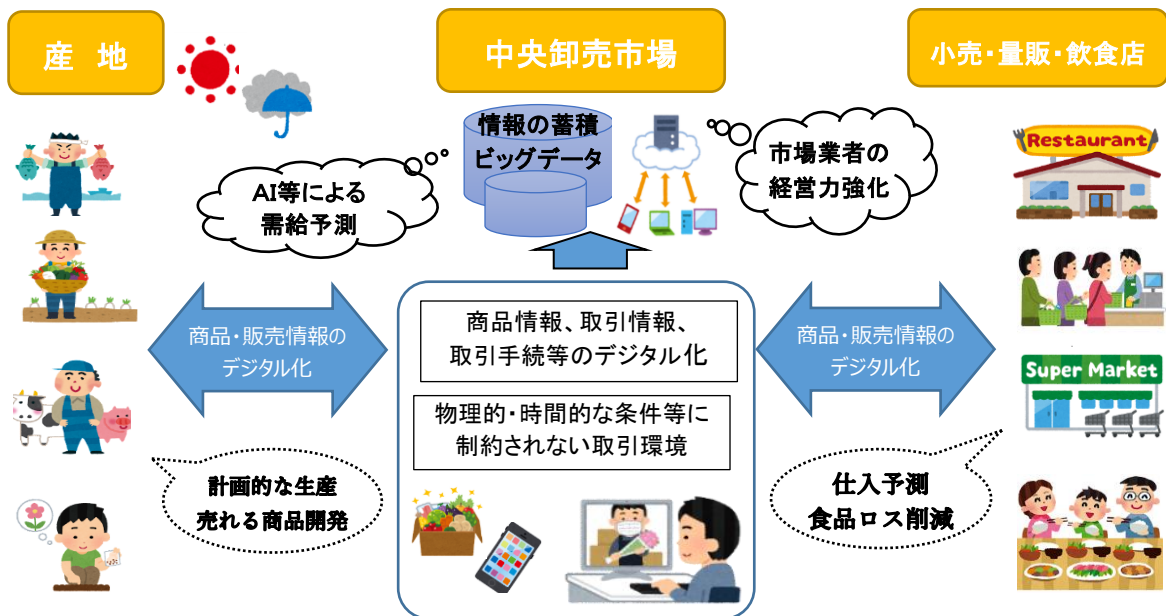 産 地
中央卸売市場
小売・量販・飲食店
情報の蓄積
ビッグデータ
AI等による
需給予測
市場業者の
経営力強化
Restaurant
商品・販売情報の
デジタル化
商品情報、取引情報、
取引手続等のデジタル化
物理的・時間的な条件等に
制約されない取引環境
商品・販売情報の
デジタル化
Super Market
計画的な生産
売れる商品開発
仕入予測
食品ロス削減